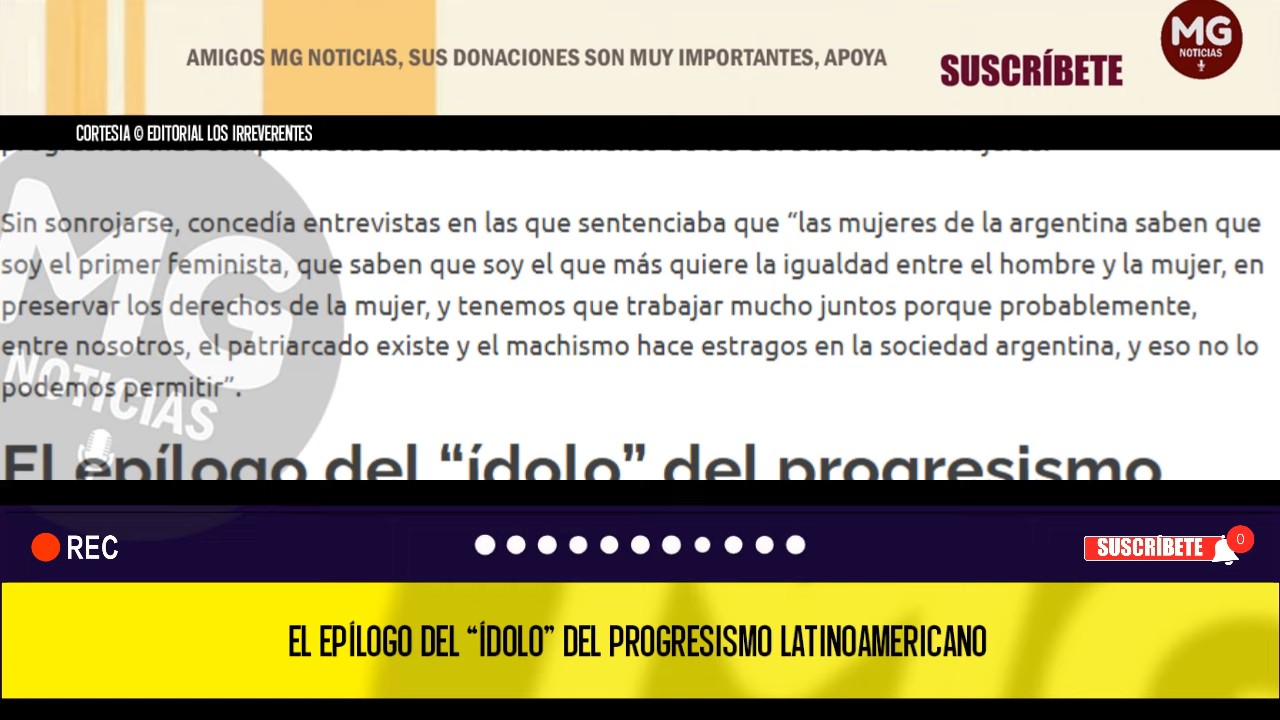 AMIGOS MG NOTICIAS, SUS DONACIONES SON MUY IMPORTANTES, APOYA
SUSCRÍBETE
MG
NOTICIAS
CORTESIA © EDITORIAL LOS IRREVERENTES
Sin sonrojarse, concedía entrevistas en las que sentenciaba que “las mujeres de la argentina saben que
soy el primer feminista, que saben que soy el que más quiere la igualdad entre el hombre y la mujer, en
preservar los derechos de la mujer, y tenemos que trabajar mucho juntos porque probablemente,
entre nosotros, el patriarcado existe y el machismo hace estragos en la sociedad argentina, y eso no lo
podemos permitir”.
MG
NOTICIAS
El epílogo del “ídolo” del progresismo
REC
SUSCRÍBETE
0
EL EPÍLOGO DEL “ÍDOLO” DEL PROGRESISMO LATINOAMERICANO